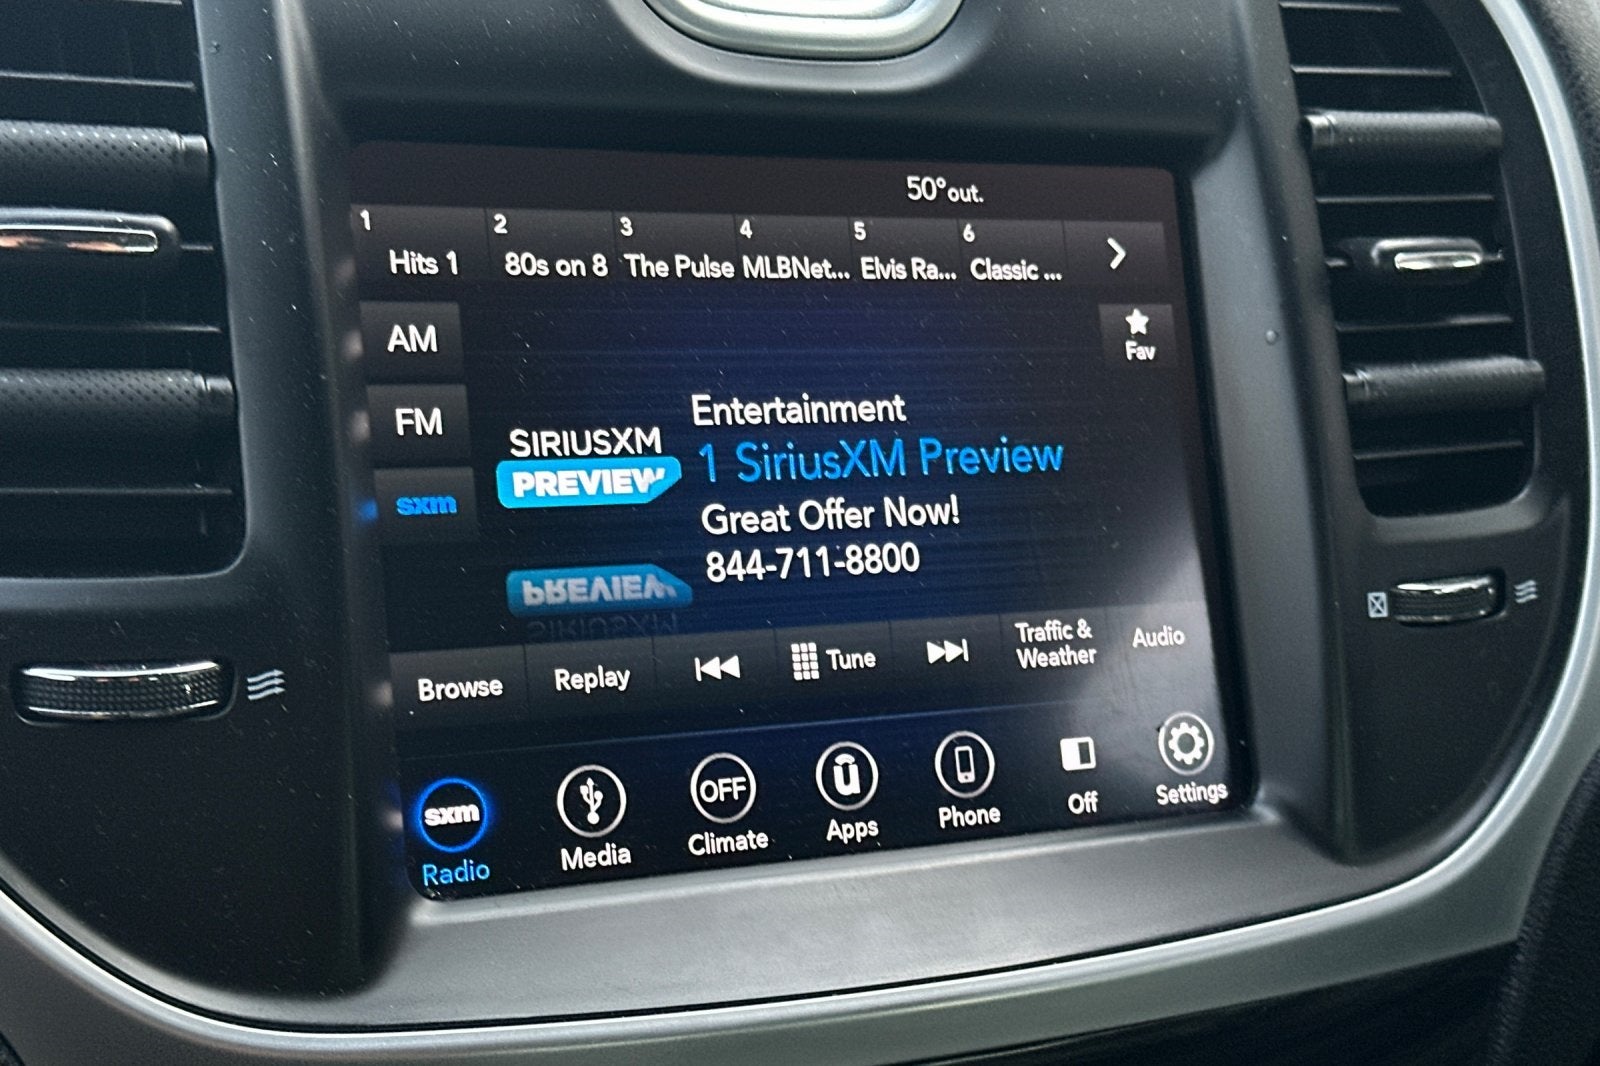 50° out.
1 2 3 4 5 6
Hits 1 80s on 8 The Pulse MLBNet... Elvis Ra... Classic ...
AM
Fav
FM
Entertainment
SIRIUSXM
PREVIEW
1 SiriusXM Preview
sxm
Great Offer Now!
844-711-8800
PREVIEW
SIRIUSXM
Browse Replay Tune Traffic & Weather Audio
sxm OFF
Radio Media Climate Apps Phone Off Settings